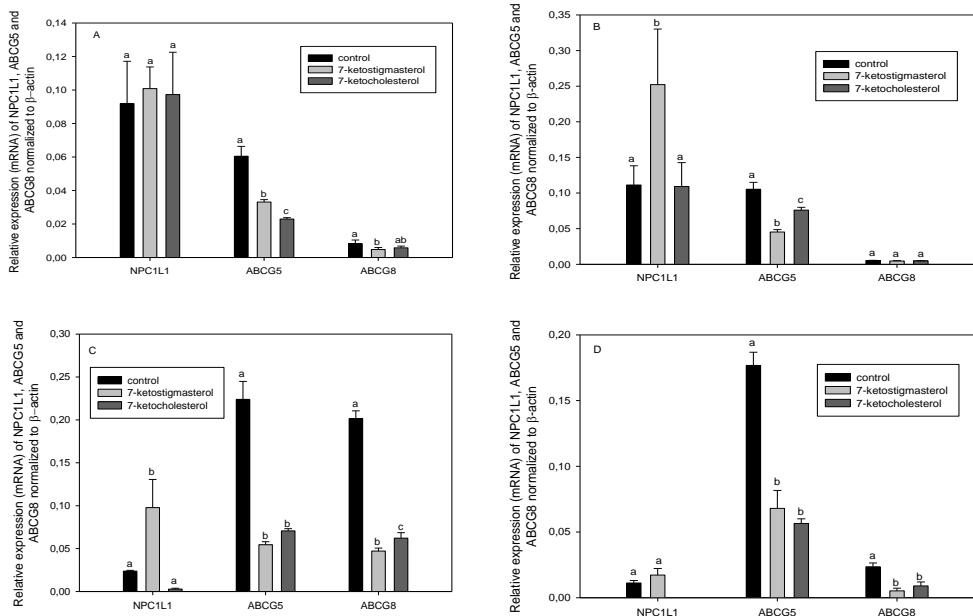 Relative expression (mRNA) of NPC1L1, ABCG5 and
ABCG8 normalized to β−actin
0,14
0,12
0,10
0,08
0,06
0,04
0,02
0,00
A
control
7-ketostigmasterol
7-ketocholesterol
a a a
a b c
a b ab
NPC1L1 ABCG5 ABCG8
Relative expression (mRNA) of NPC1L1, ABCG5 and
ABCG8 normalized to β-actin
0,35
0,30
0,25
0,20
0,15
0,10
0,05
0,00
B
control
7-ketostigmasterol
7-ketocholesterol
a b a
a b c
a a a
NPC1L1 ABCG5 ABCG8
Relative expression (mRNA) of NPC1L1, ABCG5 and
ABCG8 normalized to β−actin
0,30
0,25
0,20
0,15
0,10
0,05
0,00
C
control
7-ketostigmasterol
7-ketocholesterol
a b a
a b b
a b c
NPC1L1 ABCG5 ABCG8
Relative expression (mRNA) of NPC1L1, ABCG5 and
ABCG8 normalized to β-actin
0,20
0,15
0,10
0,05
0,00
D
control
7-ketostigmasterol
7-ketocholesterol
a a
a b b
a b b
NPC1L1 ABCG5 ABCG8